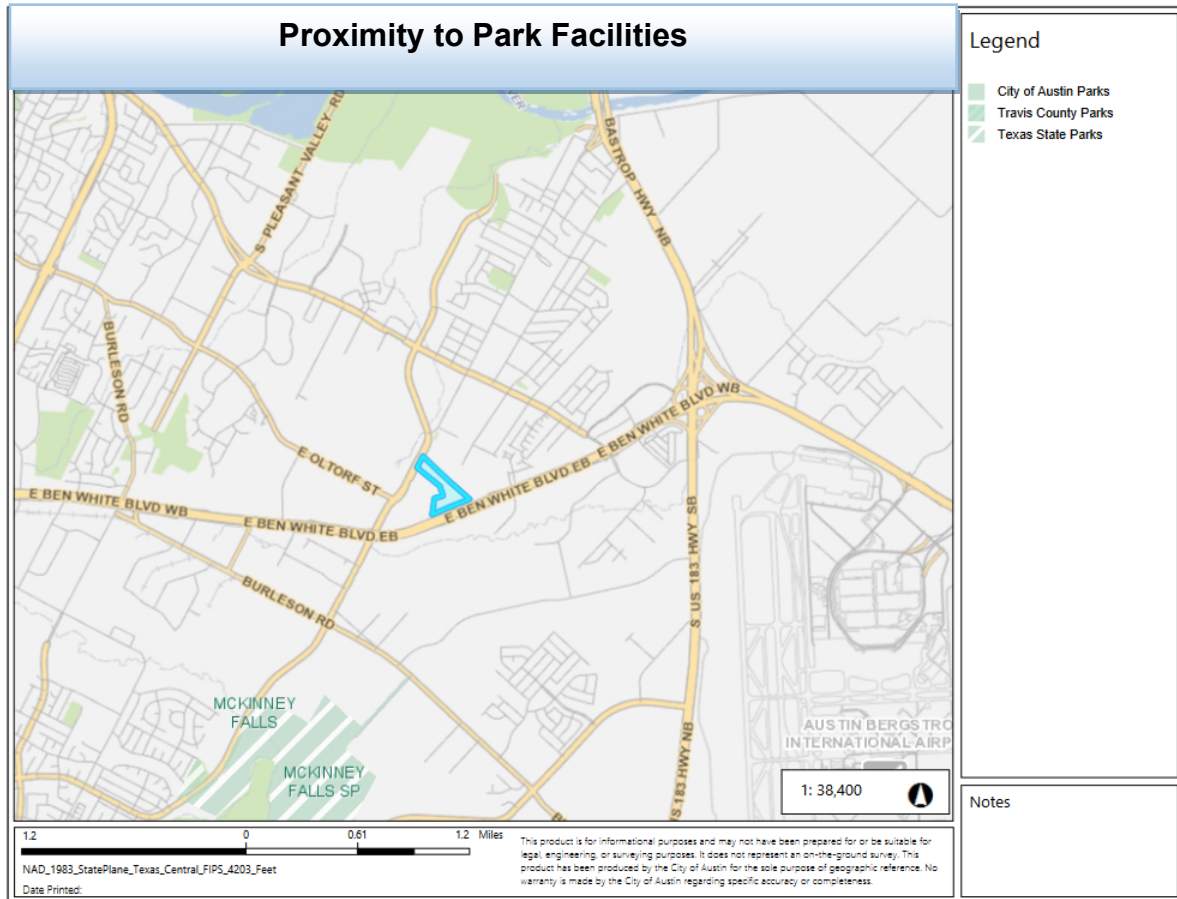 Proximity to Park Facilities
Legend
City of Austin Parks
Travis County Parks
Texas State Parks
S PLEASANT VALLEY RD
BASTROP HWY NB
BURLESON RD
E OLTORF ST
E BEN WHITE BLVD WB
E BEN WHITE BLVD EB
E BEN WHITE BLVD EB
E BEN WHITE BLVD WB
E BEN WHITE BLVD EB
BURLESON RD
S US 183 HWY SB
S US 183 HWY NB
MCKINNEY
FALLS
MCKINNEY
FALLS SP
AUSTIN BERGSTRO
INTERNATIONAL AIRP
1: 38,400
Notes
1.2 0 0.61 1.2 Miles
NAD_1983_StatePlane_Texas_Central_FIPS_4203_Feet
Date Printed:
This product is for informational purposes and may not have been prepared for or be suitable for
legal, engineering, or surveying purposes. It does not represent an on-the-ground survey. This
product has been produced by the City of Austin for the sole purpose of geographic reference. No
warranty is made by the City of Austin regarding specific accuracy or completeness.